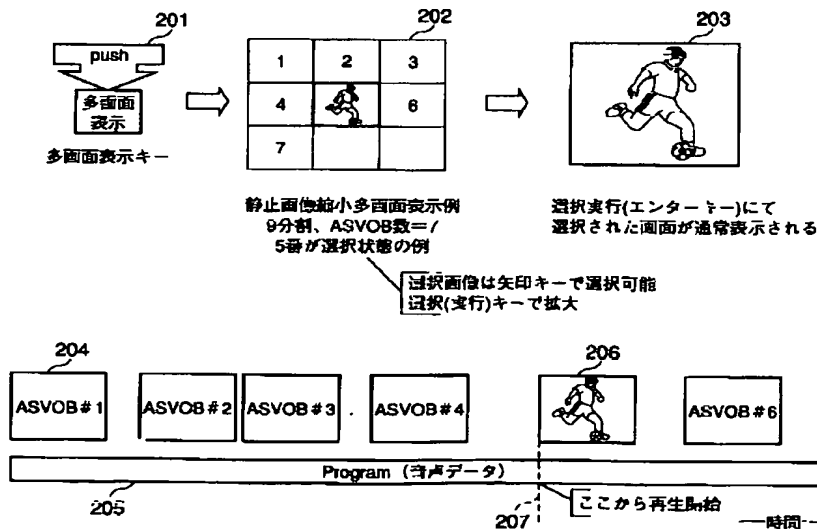 201
202
203
push
多画面
表示
多画面表示キー
1
2
3
4
6
7
静止画像縮小多画面表示例
9分割、ASVOB数=7
5番が選択状態の例
選択画像は矢印キーで選択可能
選択(実行)キーで拡大
選択実行(エンターキー)にて
選択された画面が通常表示される
204
206
ASVOB#1
ASVOB#2
ASVOB#3
ASVOB#4
ASVOB#6
Program (音声データ)
205
207
ここから再生開始
時間